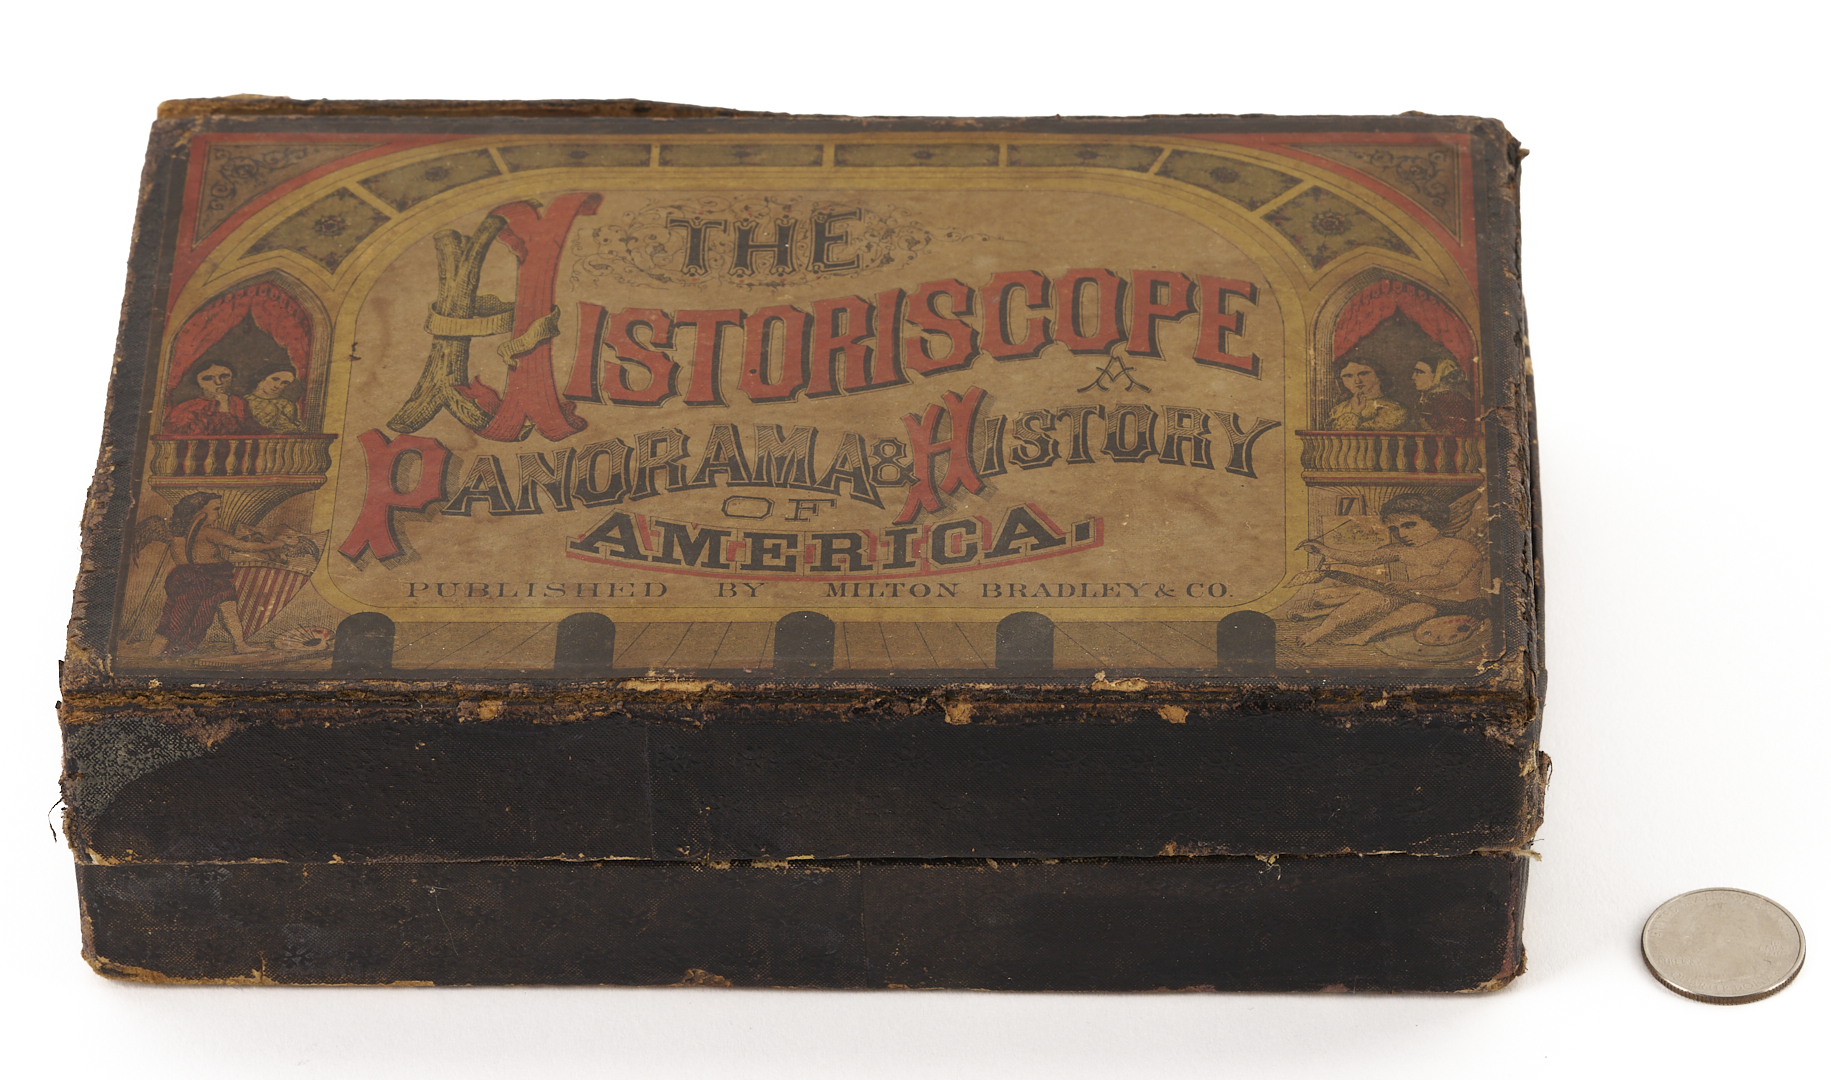 THE
HISTORISCOPE
A
PANORAMA & HISTORY
OF
AMERICA.
PUBLISHED BY MILTON BRADLEY & CO.